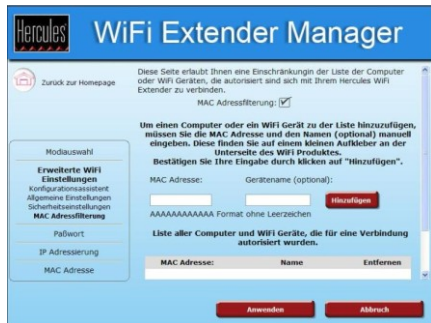 Hercules
WiFi Extender Manager
Zurück zur Homepage
Modiauswahl
Erweiterte WiFi
Einstellungen
Konfigurationsassistent
Allgemeine Einstellungen
Sicherheitseinstellungen
MAC Adressfilterung
Paßwort
IP Adressierung
MAC Adresse
Diese Seite erlaubt Ihnen eine Einschränkungen der Liste der Computer
oder WiFi Geräten, die autorisiert sind sich mit Ihrem Hercules WiFi
Extender zu verbinden.
MAC Adressfilterung:
Um einen Computer oder ein WiFi Gerät zu der Liste hinzuzufügen,
müssen Sie die MAC Adresse und den Namen (optional) manuell
eingeben. Diese finden Sie auf einem kleinen Aufkleber an der
Unterseite des WiFi Produktes.
Bestätigen Sie Ihre Eingabe durch klicken auf "Hinzufügen".
MAC Adresse: Gerätename (optional):
Hinzufügen
AAAAAAAAAAAA Format ohne Leerzeichen
Liste aller Computer und WiFi Geräte, die für eine Verbindung
autorisiert wurden.
MAC Adresse: Name Entfernen
Anwenden Abbruch